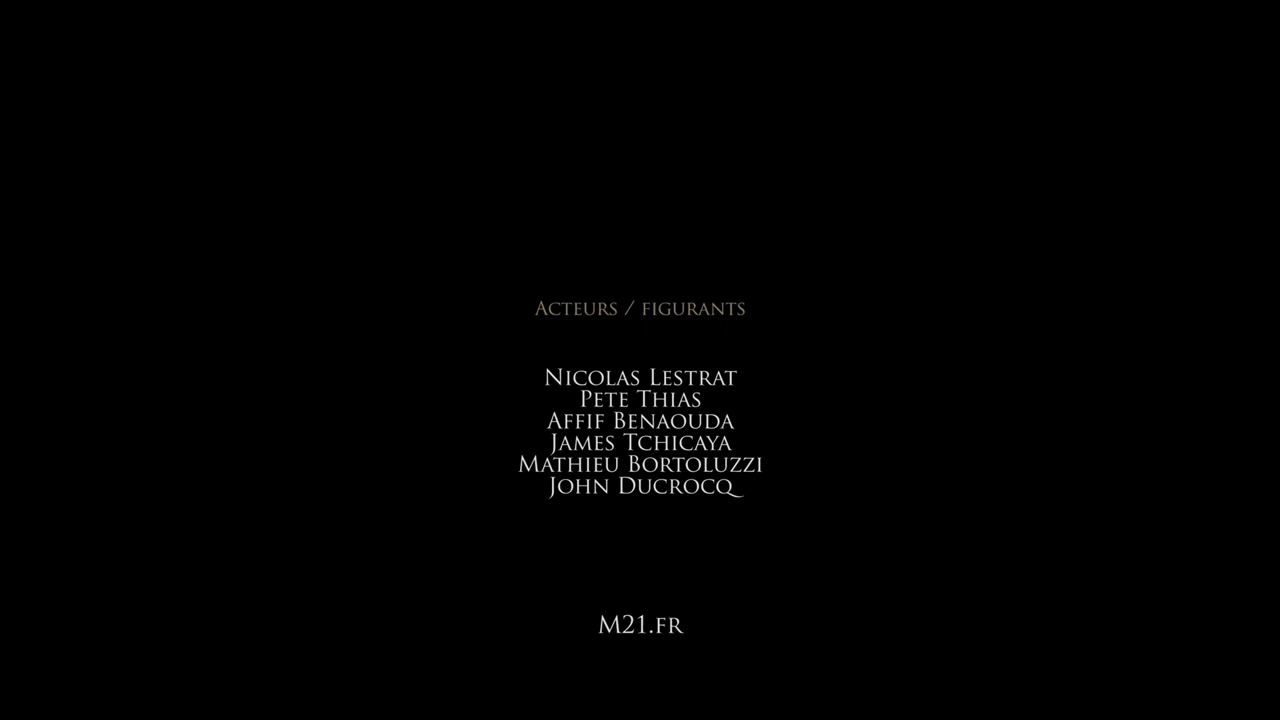 Acteurs / figurants
Nicolas Lestrat
Pete Thias
Affif Benaouda
James Tchicaya
Mathieu Bortoluzzi
John Ducrocq
M21.fr